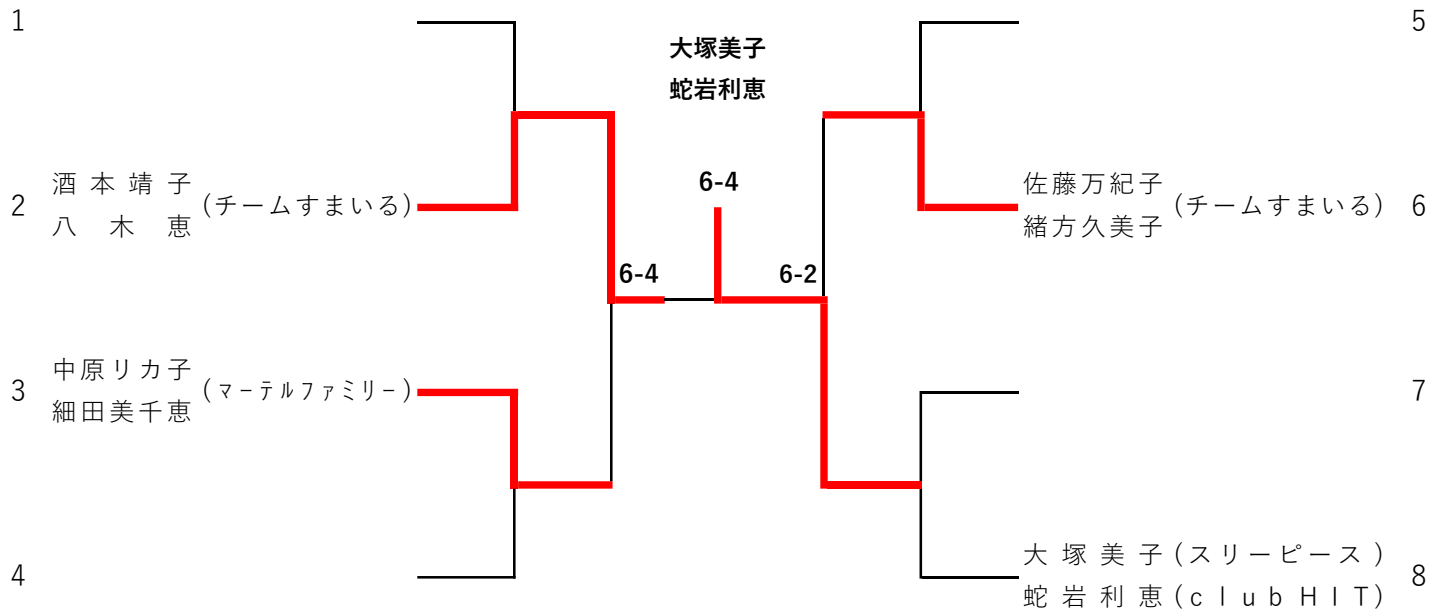 1
5
大塚美子
蛇岩利恵
2
酒本靖子
八木恵
(チームすまいる)
6-4
佐藤万紀子
緒方久美子
(チームすまいる)
6
6-4
6-2
3
中原リカ子
細田美千恵
(マーテルファミリー)
7
4
大塚美子(スリーピース)
蛇岩利恵(clubHIT)
8